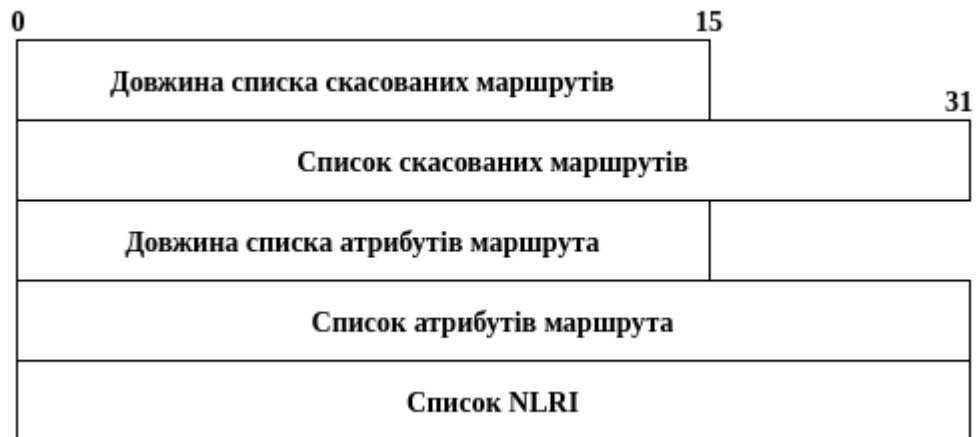 0 15
Довжина списка скасованих маршрутів
31
Список скасованих маршрутів
Довжина списка атрибутів маршрута
Список атрибутів маршрута
Список NLRI